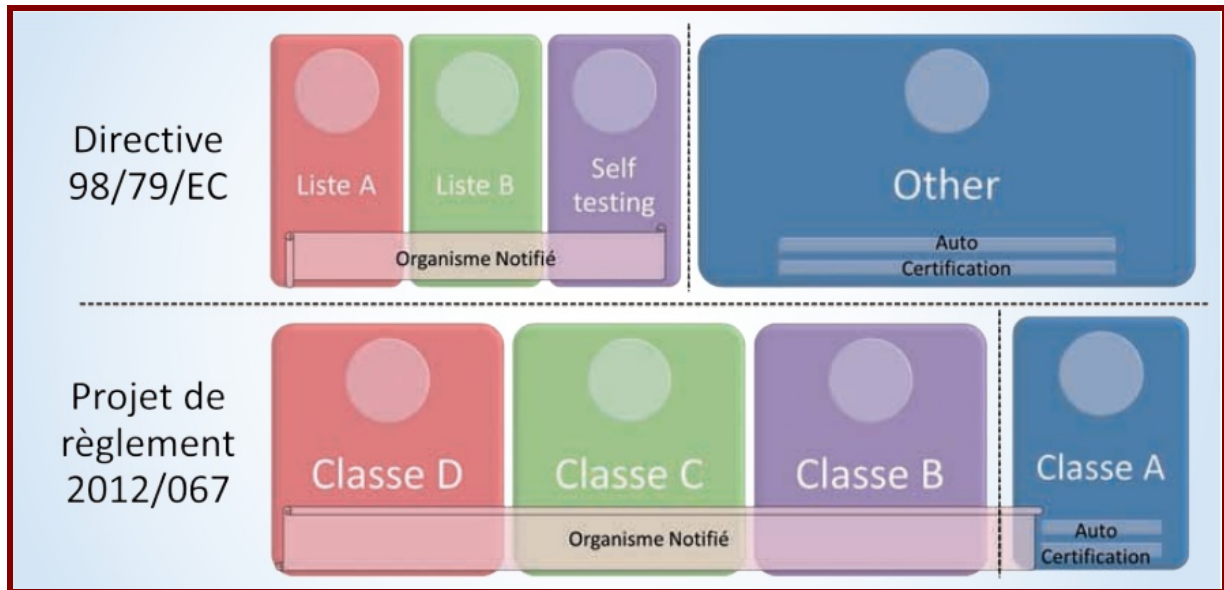 Directive
98/79/EC
Liste A
Liste B
Self
testing
Organisme Notifié
Other
Auto
Certification
Projet de
règlement
2012/067
Classe D
Classe C
Classe B
Organisme Notifié
Classe A
Auto
Certification